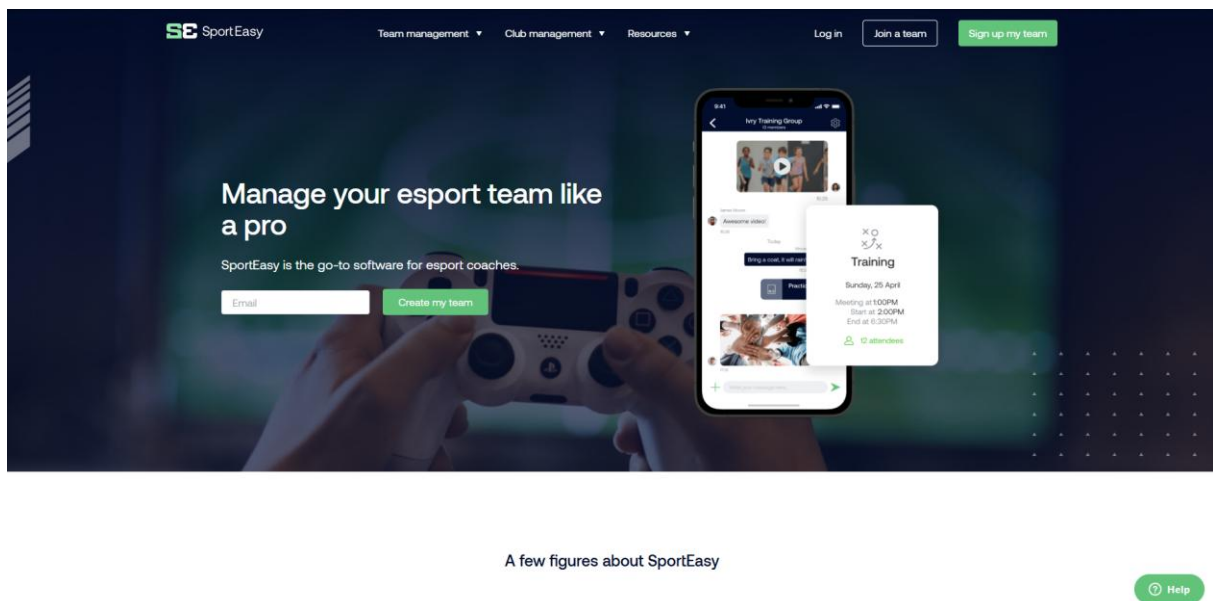 SE SportEasy
Team management ▼
Club management ▼
Resources ▼
Log in
Join a team
Sign up my team
Manage your esport team like
a pro
SportEasy is the go-to software for esport coaches.
Email
Create my team
9:41
Ivry Training Group
Awesome video!
Today
Bring a coat, it will
Training
Sunday, 25 April
Meeting at 1:00PM
Start at 2:00PM
End at 6:30PM
12 attendees
A few figures about SportEasy
Help